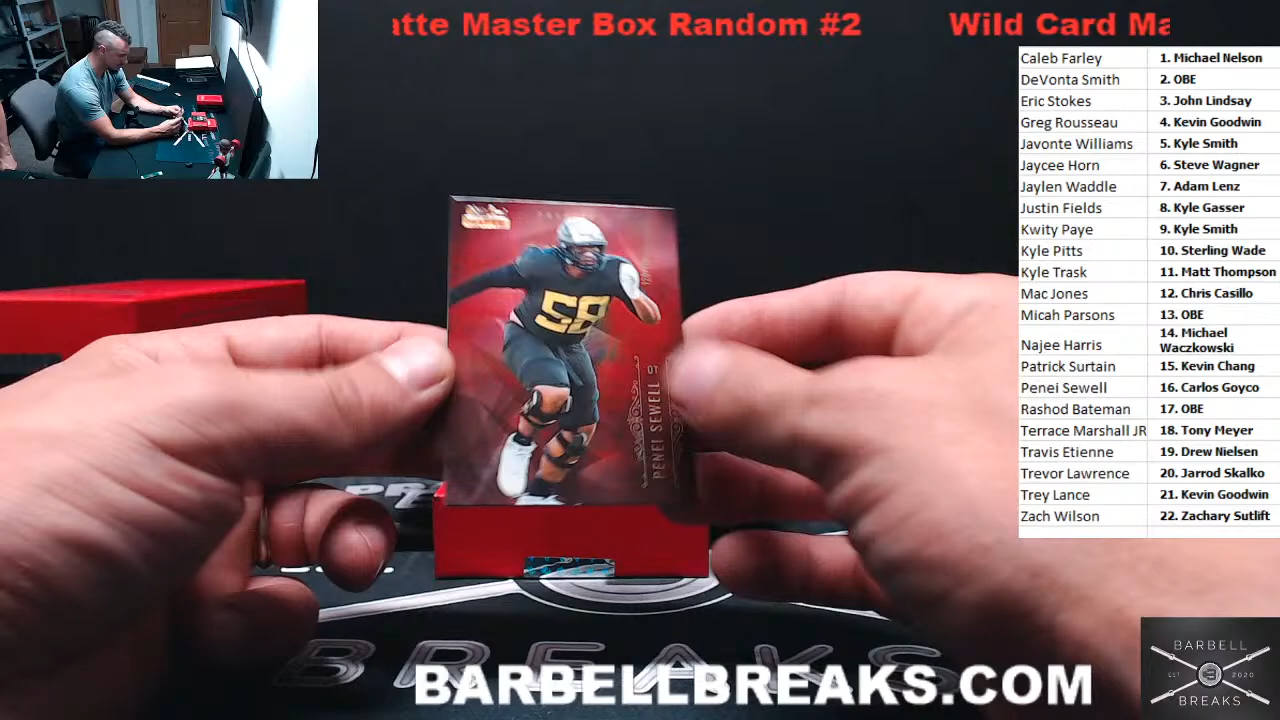 atte Master Box Random #2 Wild Card Ma
Caleb Farley 1. Michael Nelson
DeVonta Smith 2. OBE
Eric Stokes 3. John Lindsay
Greg Rousseau 4. Kevin Goodwin
Javonte Williams 5. Kyle Smith
Jaycee Horn 6. Steve Wagner
Jaylen Waddle 7. Adam Lenz
Justin Fields 8. Kyle Gasser
Kwity Paye 9. Kyle Smith
Kyle Pitts 10. Sterling Wade
Kyle Trask 11. Matt Thompson
Mac Jones 12. Chris Casillo
Micah Parsons 13. OBE
Najee Harris 14. Michael
Waczkowski
Patrick Surtain 15. Kevin Chang
Penei Sewell 16. Carlos Goyco
Rashod Bateman 17. OBE
Terrace Marshall JR 18. Tony Meyer
Travis Etienne 19. Drew Nielsen
Trevor Lawrence 20. Jarrod Skalko
Trey Lance 21. Kevin Goodwin
Zach Wilson 22. Zachary Sutlift
58
PENEI SEWELL OT
BREAKS
BARBELLBREAKS.COM
BARBELL
EST 2020
BREAKS